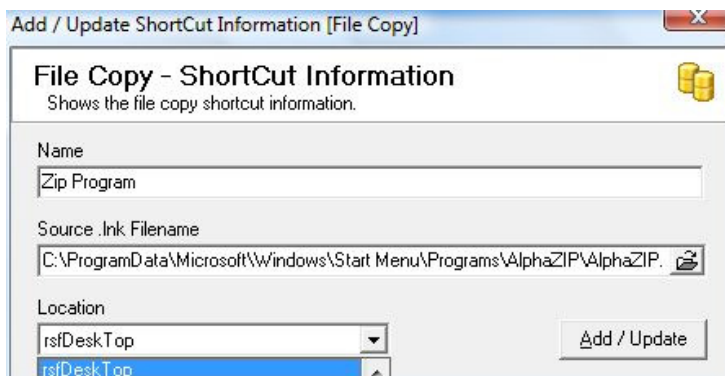 Add / Update ShortCut Information [File Copy]
File Copy - ShortCut Information
Shows the file copy shortcut information.
Name
Zip Program
Source .lnk Filename
C:\ProgramData\Microsoft\Windows\Start Menu\Programs\AlphaZIP\AlphaZIP.
Location
rsfDeskTop
Add / Update
rsfDeskTop